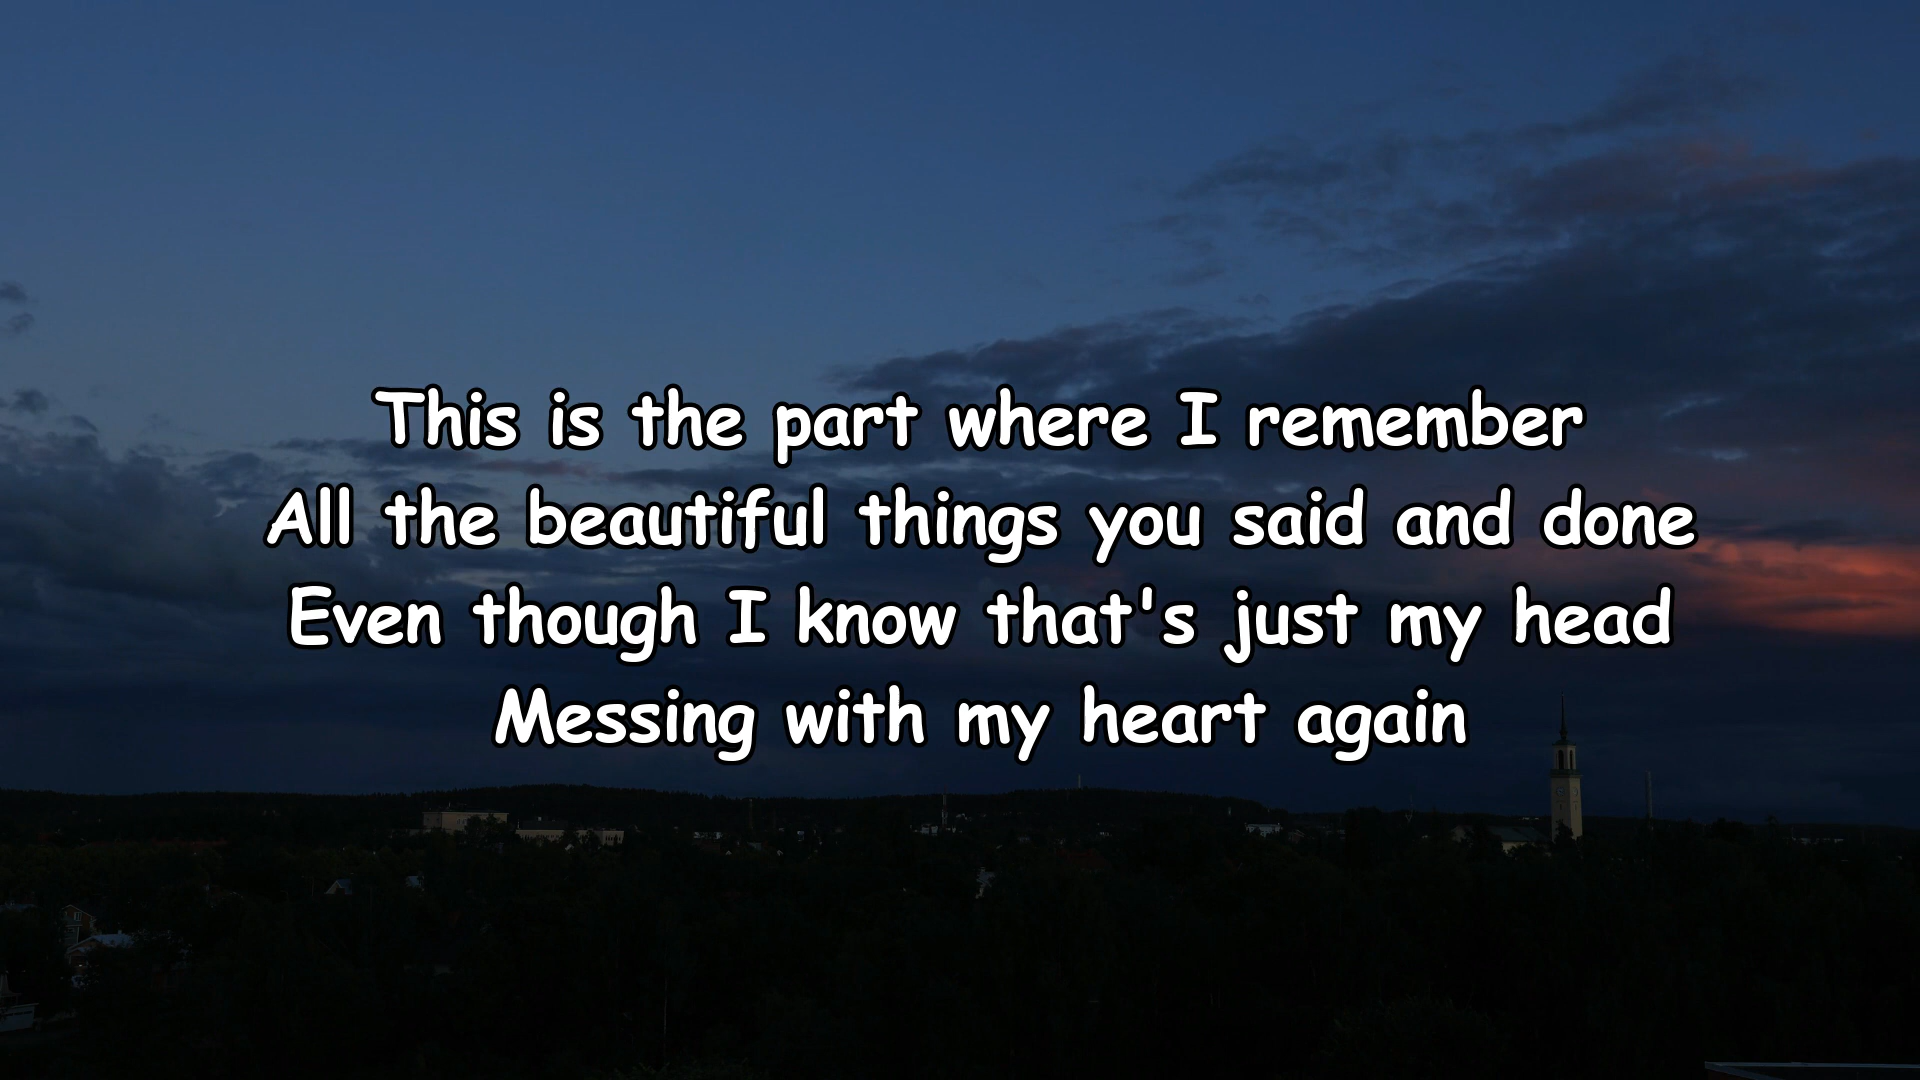 This is the part where I remember
All the beautiful things you said and done
Even though I know that's just my head
Messing with my heart again